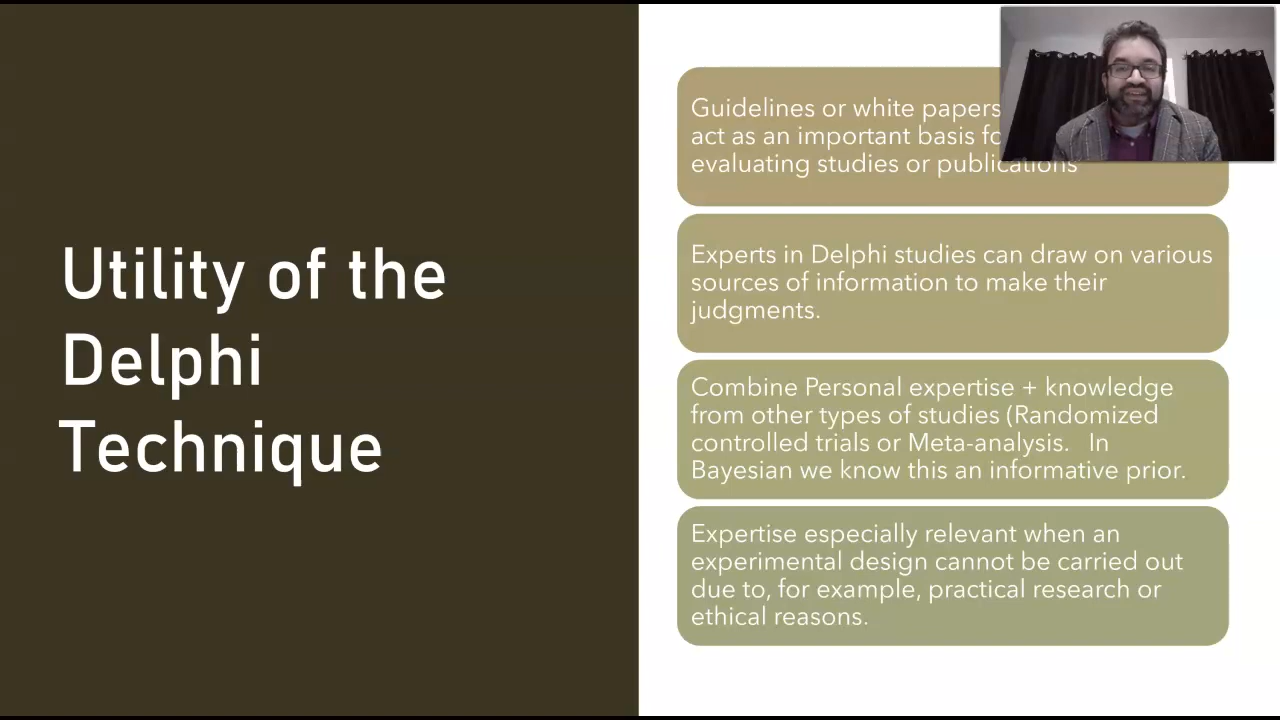 Utility of the
Delphi
Technique
Guidelines or white papers
act as an important basis
evaluating studies or publications
Experts in Delphi studies can draw on various
sources of information to make their
judgments.
Combine Personal expertise + knowledge
from other types of studies (Randomized
controlled trials or Meta-analysis. In
Bayesian we know this an informative prior.
Expertise especially relevant when an
experimental design cannot be carried out
due to, for example, practical research or
ethical reasons.